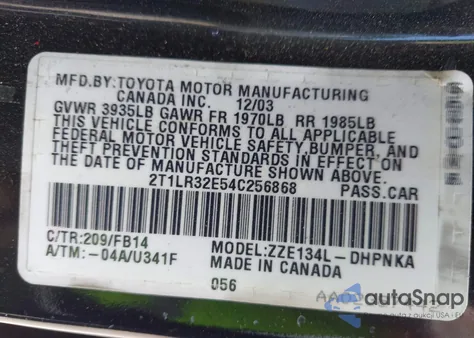 MFD.BY:TOYOTA MOTOR MANUFACTURING
CANADA INC. 12/03
GVWR 3935LB GAWR FR 1970LB RR 1985LB
THIS VEHICLE CONFORMS TO ALL APPLICABLE
FEDERAL MOTOR VEHICLE SAFETY,BUMPER, AND
THEFT PREVENTION STANDARDS IN EFFECT ON
THE DATE OF MANUFACTURE SHOWN ABOVE.
2T1LR32E54C256868 PASS.CAR
C/TR:209/FB14 MODEL:ZZE134L-DHPNKA
A/TM:-04A/U341F MADE IN CANADA
056
autoSnap
auta z aukcji USA i